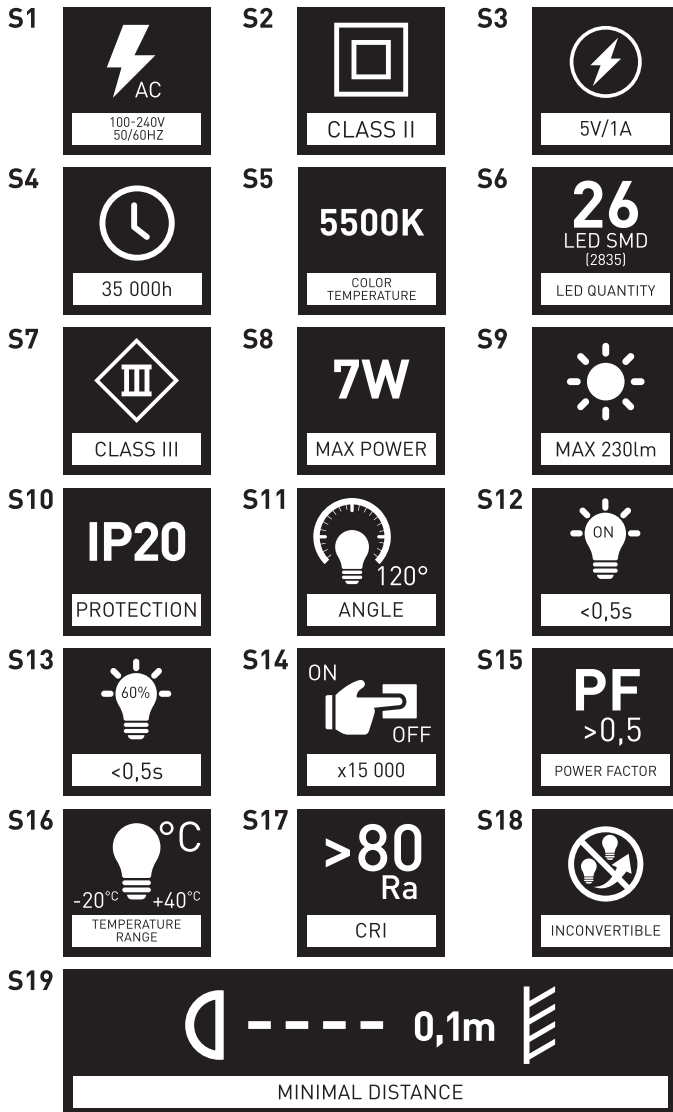 S1
AC
100-240V
50/60HZ
S2
CLASS II
S3
5V/1A
S4
35 000h
S5
5500K
COLOR
TEMPERATURE
S6
26
LED SMD
(2835)
LED QUANTITY
S7
III
CLASS III
S8
7W
MAX POWER
S9
MAX 230lm
S10
IP20
PROTECTION
S11
120°
ANGLE
S12
ON
<0,5s
S13
60%
<0,5s
S14
ON
OFF
x15 000
S15
PF
>0,5
POWER FACTOR
S16
°C
-20°C +40°C
TEMPERATURE
RANGE
S17
>80
Ra
CRI
S18
INCONVERTIBLE
S19
0,1m
MINIMAL DISTANCE